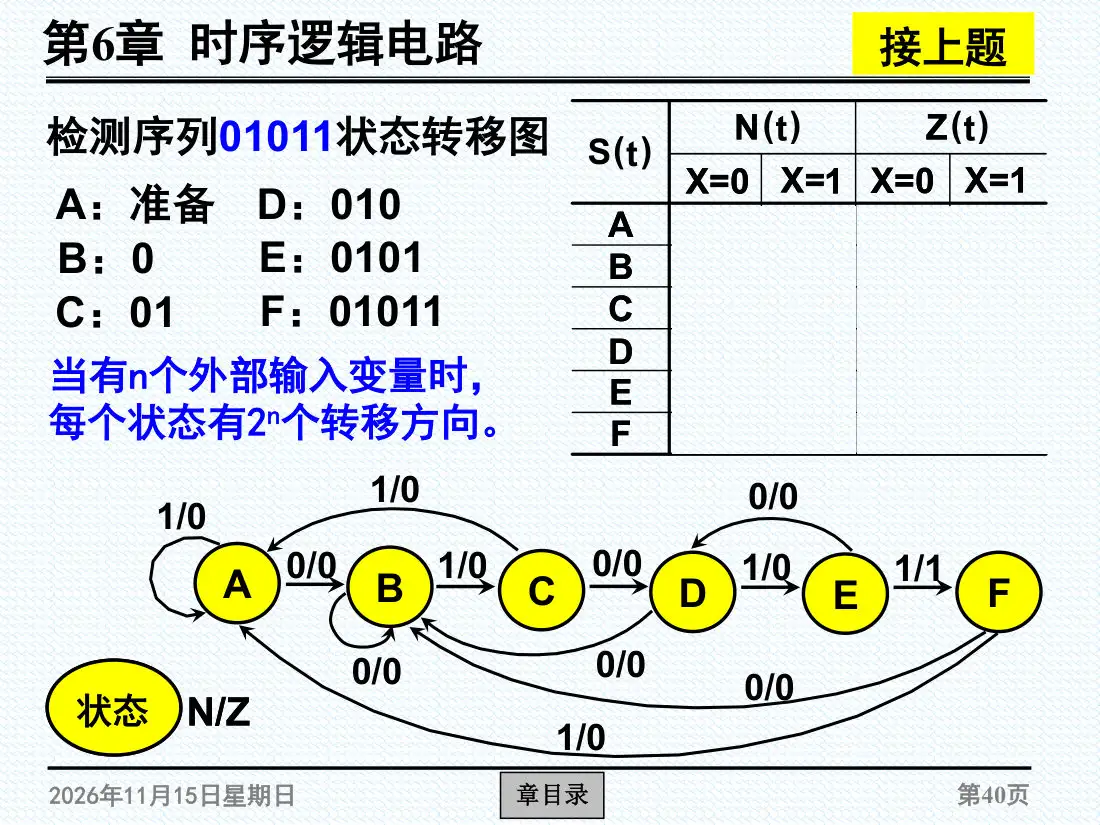 第6章 时序逻辑电路
接上题
检测序列01011状态转移图
A：准备 D：010
B：0 E：0101
C：01 F：01011
当有n个外部输入变量时，
每个状态有2ⁿ个转移方向。
S(t) N(t) Z(t)
X=0 X=1 X=0 X=1
A
B
C
D
E
F
1/0 1/0 0/0
A 0/0 B 1/0 C 0/0 D 1/0 E 1/1 F
0/0 0/0 0/0
1/0
状态 N/Z
2026年11月15日星期日
章目录
第40页